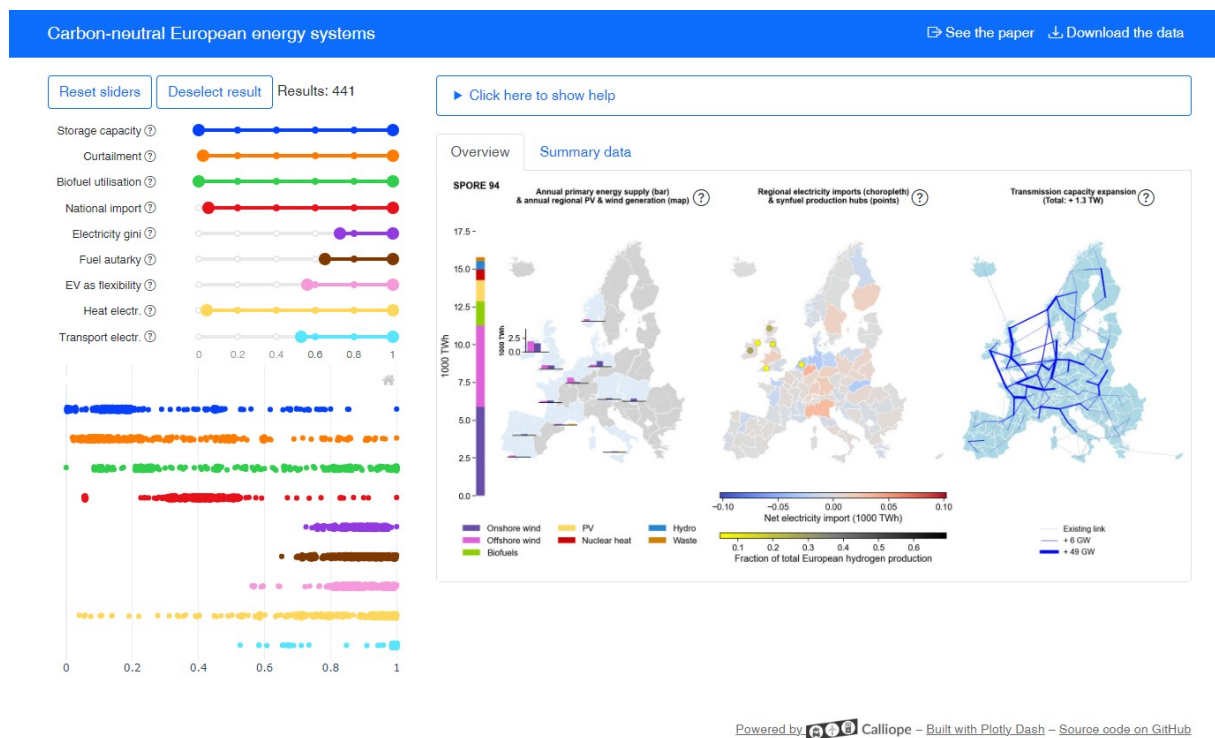 Carbon-neutral European energy systems
See the paper Download the data
Reset sliders Deselect result Results: 441
Click here to show help
Storage capacity ?
Curtailment ?
Biofuel utilisation ?
National import ?
Electricity gini ?
Fuel autarky ?
EV as flexibility ?
Heat electr. ?
Transport electr. ?
0 0.2 0.4 0.6 0.8 1
0 0.2 0.4 0.6 0.8 1
Overview Summary data
SPORE 94
Annual primary energy supply (bar)
& annual regional PV & wind generation (map) ?
17.5
15.0
12.5
10.0
7.5
5.0
2.5
0.0
1000 TWh
1000 TWh
2.5
0.0
Onshore wind
Offshore wind
Biofuels
PV
Nuclear heat
Hydro
Waste
Regional electricity imports (choropleth)
& synfuel production hubs (points) ?
−0.10 −0.05 0.00 0.05 0.10
Net electricity import (1000 TWh)
0.1 0.2 0.3 0.4 0.5 0.6
Fraction of total European hydrogen production
Transmission capacity expansion
(Total: + 1.3 TW) ?
Existing link
+ 6 GW
+ 49 GW
Powered by Calliope – Built with Plotly Dash – Source code on GitHub